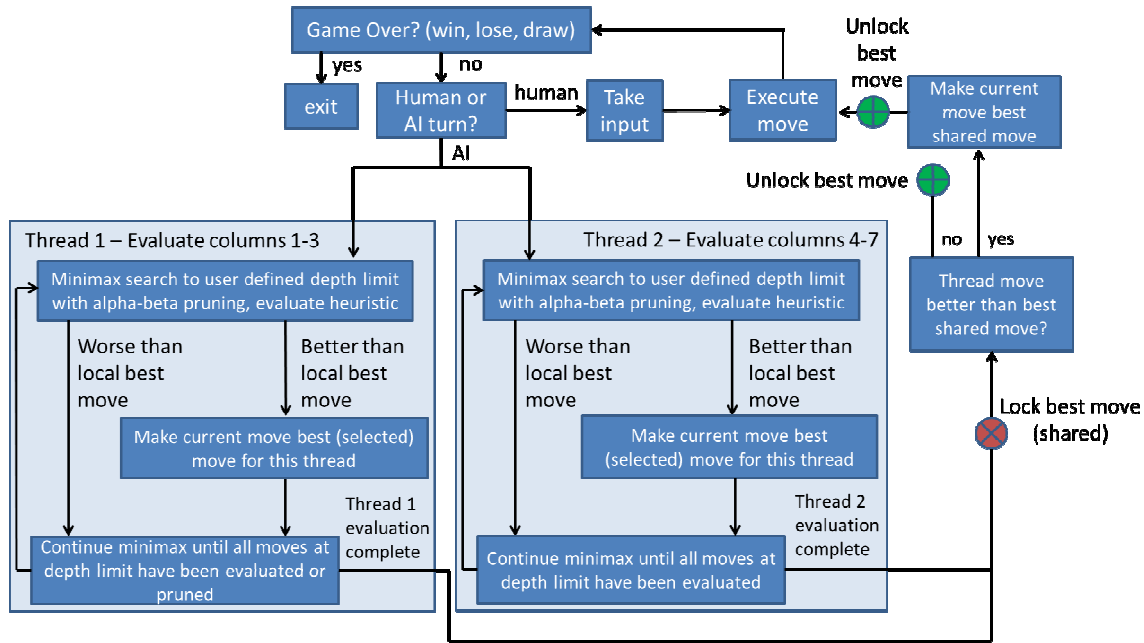 Game Over? (win, lose, draw)
yes
no
exit
Human or
AI turn?
human
Take
input
Execute
move
Unlock
best
move
Make current
move best
shared move
AI
Unlock best move
no
yes
Thread move
better than best
shared move?
Lock best move
(shared)
Thread 1 – Evaluate columns 1-3
Minimax search to user defined depth limit
with alpha-beta pruning, evaluate heuristic
Worse than
local best
move
Better than
local best
move
Make current move best (selected)
move for this thread
Thread 1
evaluation
complete
Continue minimax until all moves at
depth limit have been evaluated or
pruned
Thread 2 – Evaluate columns 4-7
Minimax search to user defined depth limit
with alpha-beta pruning, evaluate heuristic
Worse than
local best
move
Better than
local best
move
Make current move best
(selected) move for this thread
Thread 2
evaluation
complete
Continue minimax until all moves at
depth limit have been evaluated